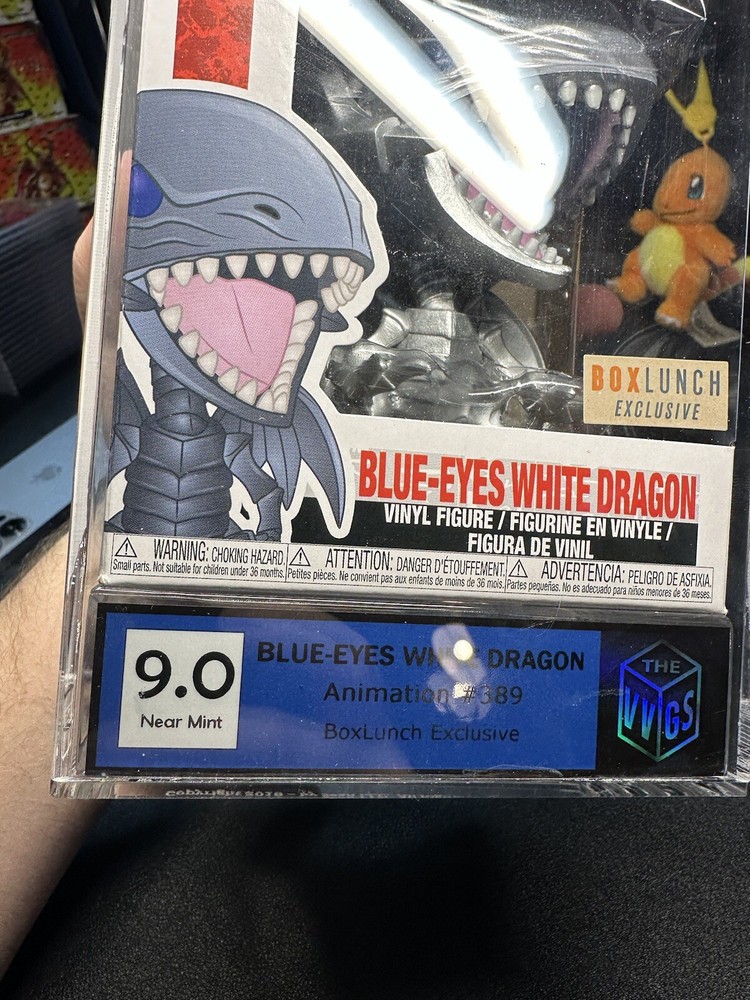 BOXLUNCH
EXCLUSIVE
BLUE-EYES WHITE DRAGON
VINYL FIGURE / FIGURINE EN VINYLE /
FIGURA DE VINIL
WARNING: CHOKING HAZARD.
Small parts. Not suitable for children under 36 months.
ATTENTION: DANGER D'ÉTOUFFEMENT.
Petites pièces. Ne convient pas aux enfants de moins de 36 mois.
ADVERTENCIA: PELIGRO DE ASFIXIA.
Partes pequeñas. No es adecuado para niños menores de 36 meses.
9.0
Near Mint
BLUE-EYES WHITE DRAGON
Animation #389
BoxLunch Exclusive
THE
VVGS